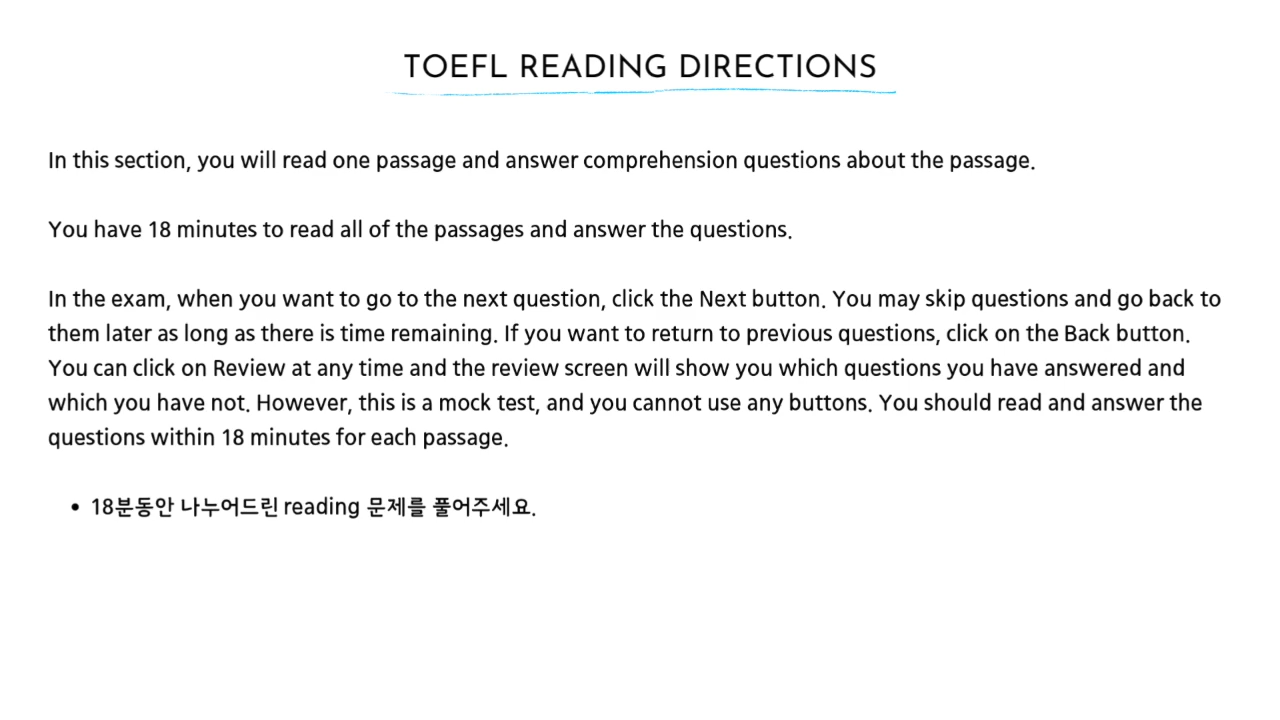 TOEFL READING DIRECTIONS
In this section, you will read one passage and answer comprehension questions about the passage.
You have 18 minutes to read all of the passages and answer the questions.
In the exam, when you want to go to the next question, click the Next button. You may skip questions and go back to
them later as long as there is time remaining. If you want to return to previous questions, click on the Back button.
You can click on Review at any time and the review screen will show you which questions you have answered and
which you have not. However, this is a mock test, and you cannot use any buttons. You should read and answer the
questions within 18 minutes for each passage.
• 18분동안 나누어드린 reading 문제를 풀어주세요.